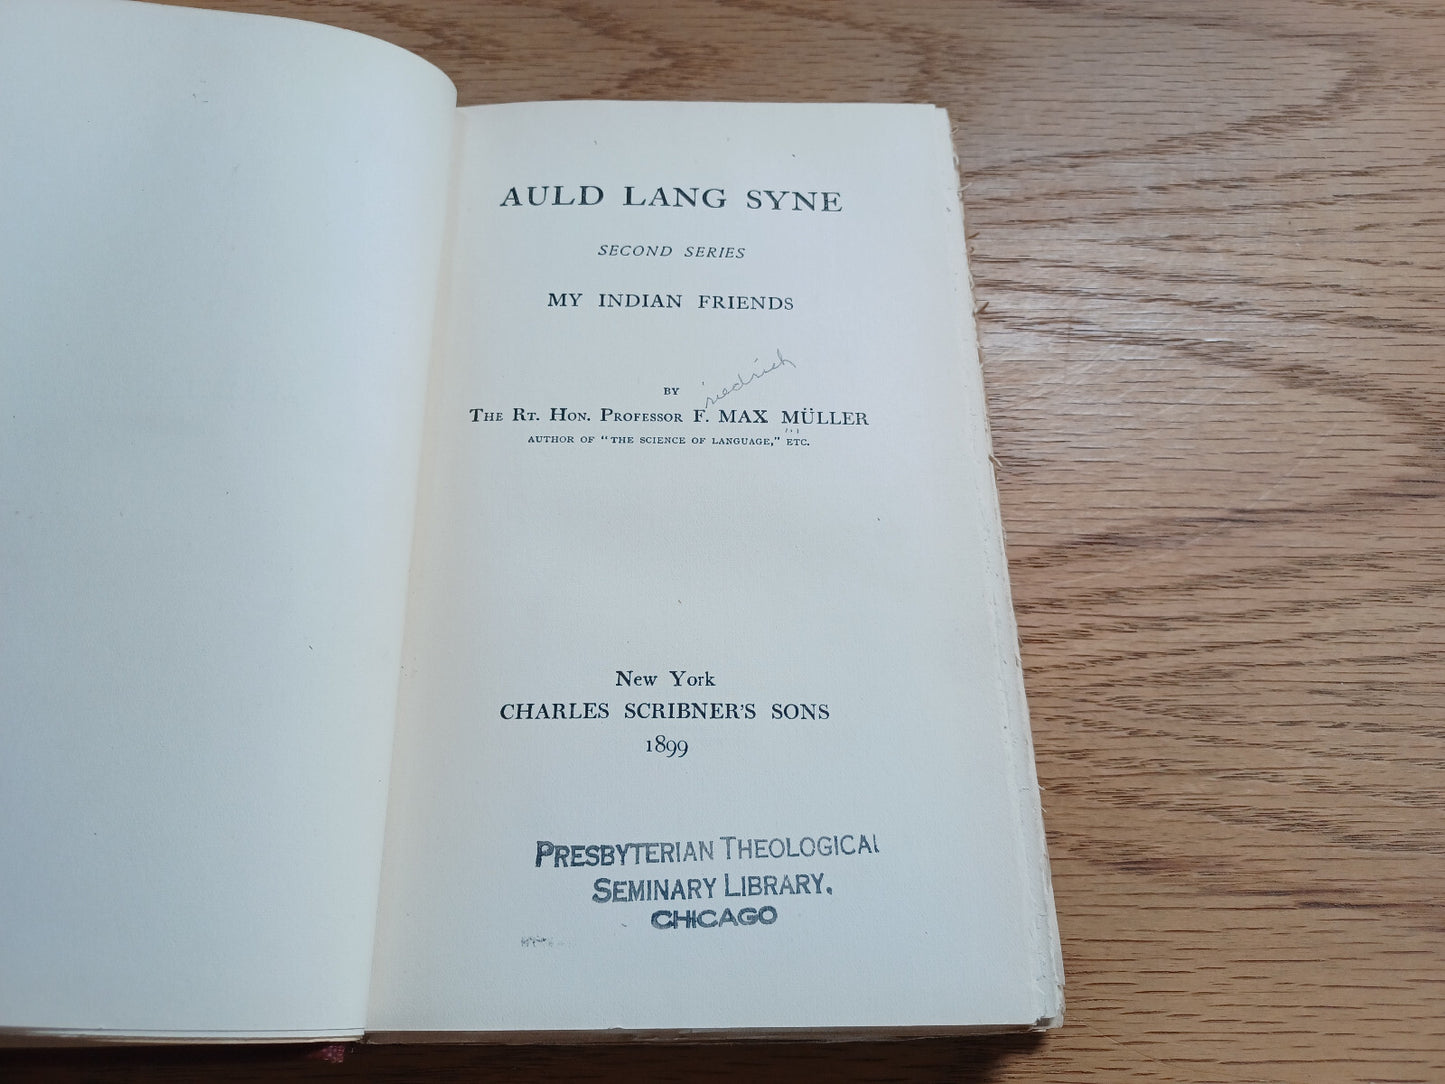 AULD LANG SYNE
SECOND SERIES
MY INDIAN FRIENDS
BY
riedrich
THE RT. HON. PROFESSOR F. MAX MÜLLER
AUTHOR OF "THE SCIENCE OF LANGUAGE," ETC.
New York
CHARLES SCRIBNER'S SONS
1899
PRESBYTERIAN THEOLOGICAL
SEMINARY LIBRARY.
CHICAGO